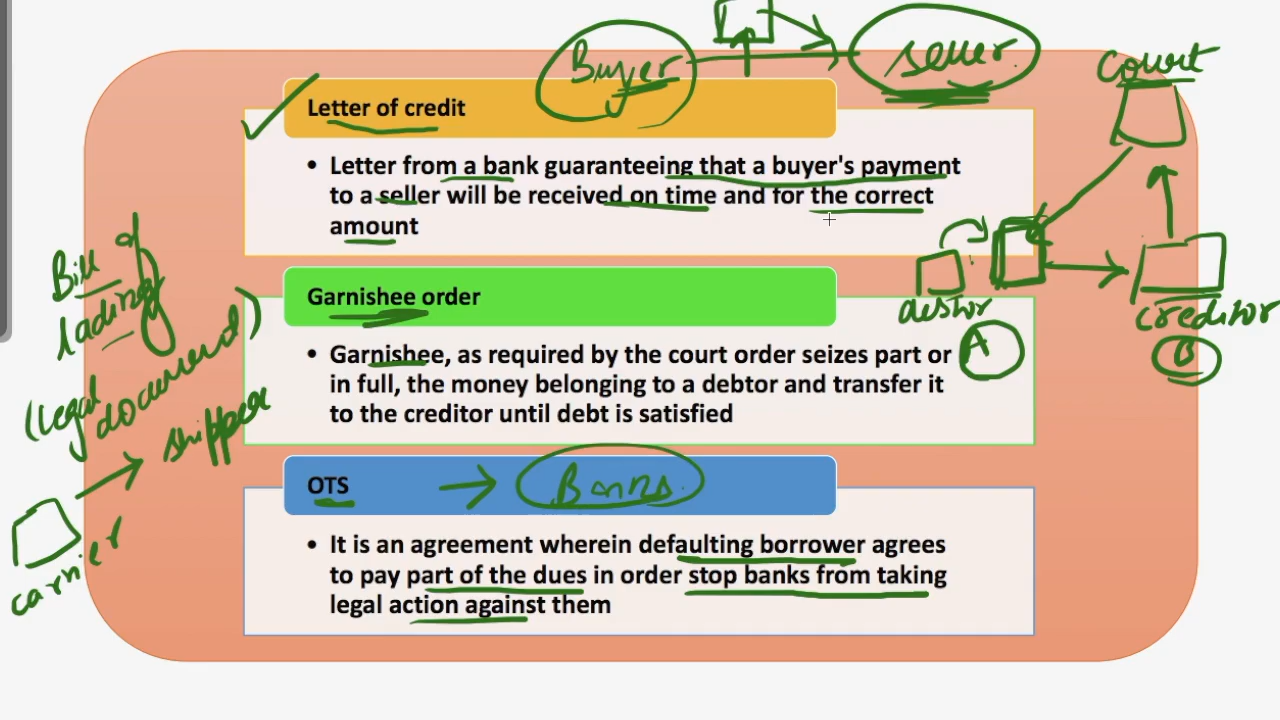 Buyer
seller.
Court
Letter of credit
• Letter from a bank guaranteeing that a buyer's payment
to a seller will be received on time and for the correct
amount
Bill of
lading
(legal
document)
shipper
carrier
debtor
A
creditor
B
Garnishee order
• Garnishee, as required by the court order seizes part or
in full, the money belonging to a debtor and transfer it
to the creditor until debt is satisfied
OTS
Banks
• It is an agreement wherein defaulting borrower agrees
to pay part of the dues in order stop banks from taking
legal action against them